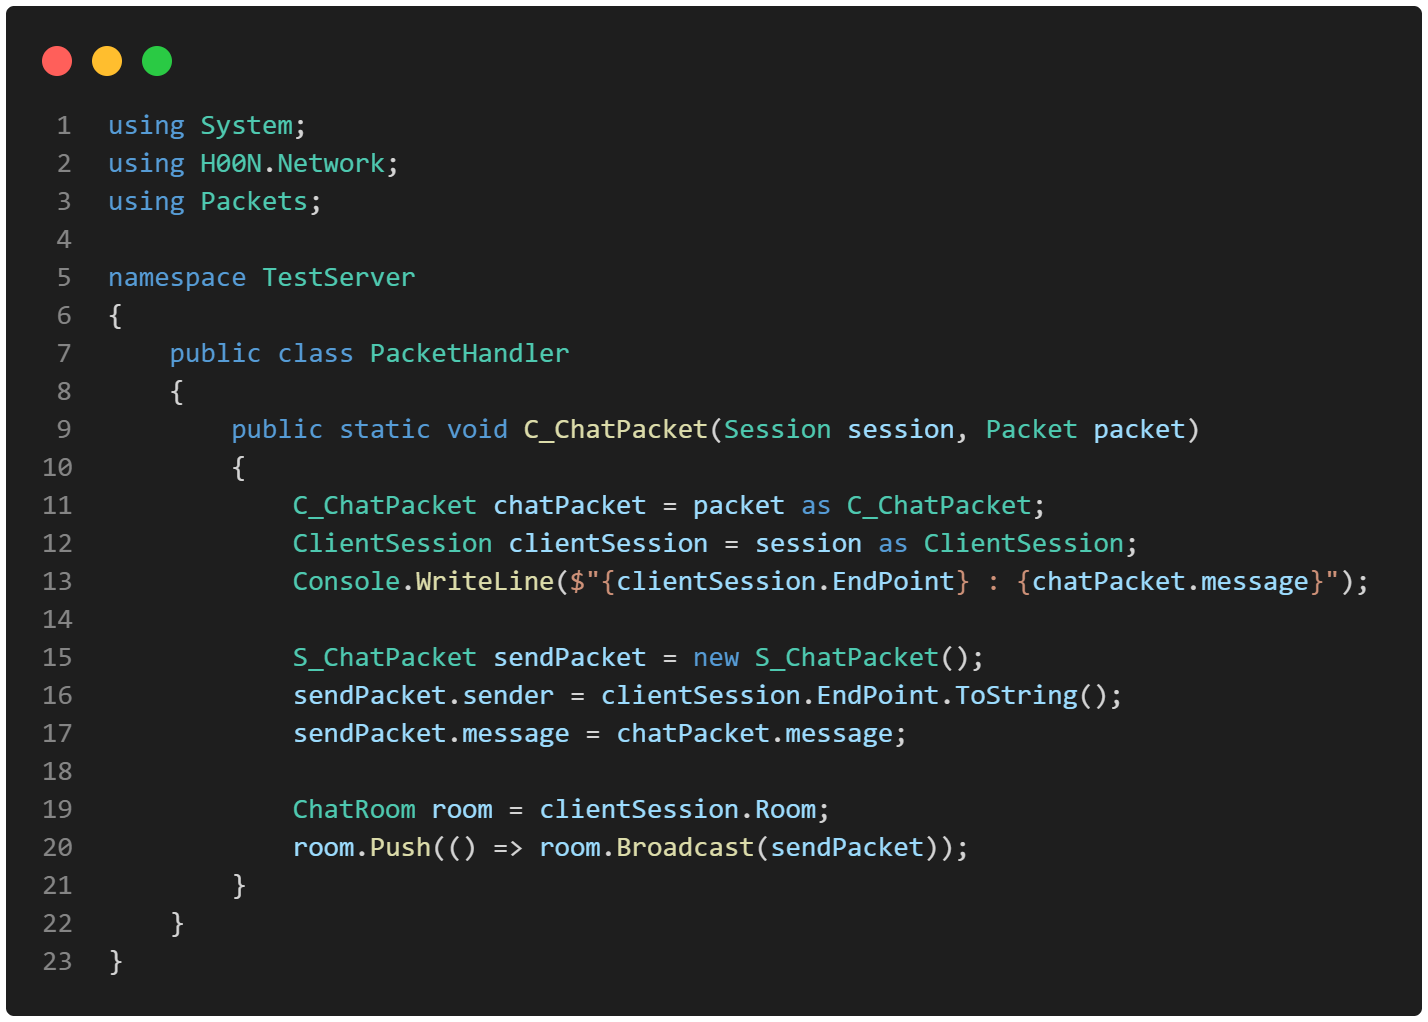 1 using System;
2 using H00N.Network;
3 using Packets;
4
5 namespace TestServer
6 {
7     public class PacketHandler
8     {
9         public static void C_ChatPacket(Session session, Packet packet)
10         {
11             C_ChatPacket chatPacket = packet as C_ChatPacket;
12             ClientSession clientSession = session as ClientSession;
13             Console.WriteLine($"{clientSession.EndPoint} : {chatPacket.message}");
14
15             S_ChatPacket sendPacket = new S_ChatPacket();
16             sendPacket.sender = clientSession.EndPoint.ToString();
17             sendPacket.message = chatPacket.message;
18
19             ChatRoom room = clientSession.Room;
20             room.Push(() => room.Broadcast(sendPacket));
21         }
22     }
23 }